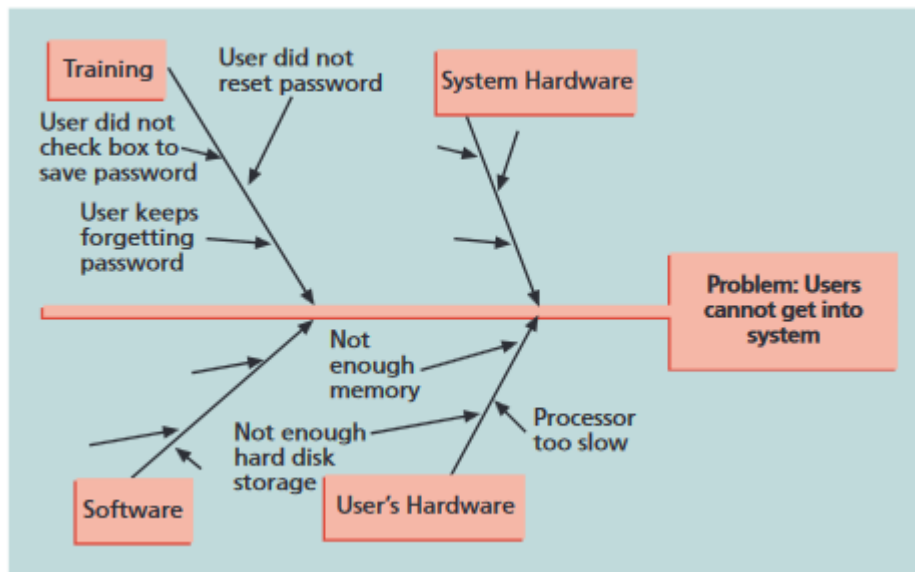 Training
User did not
reset password
System Hardware
User did not
check box to
save password
User keeps
forgetting
password
Problem: Users
cannot get into
system
Not
enough
memory
Not enough
hard disk
storage
Processor
too slow
Software
User's Hardware